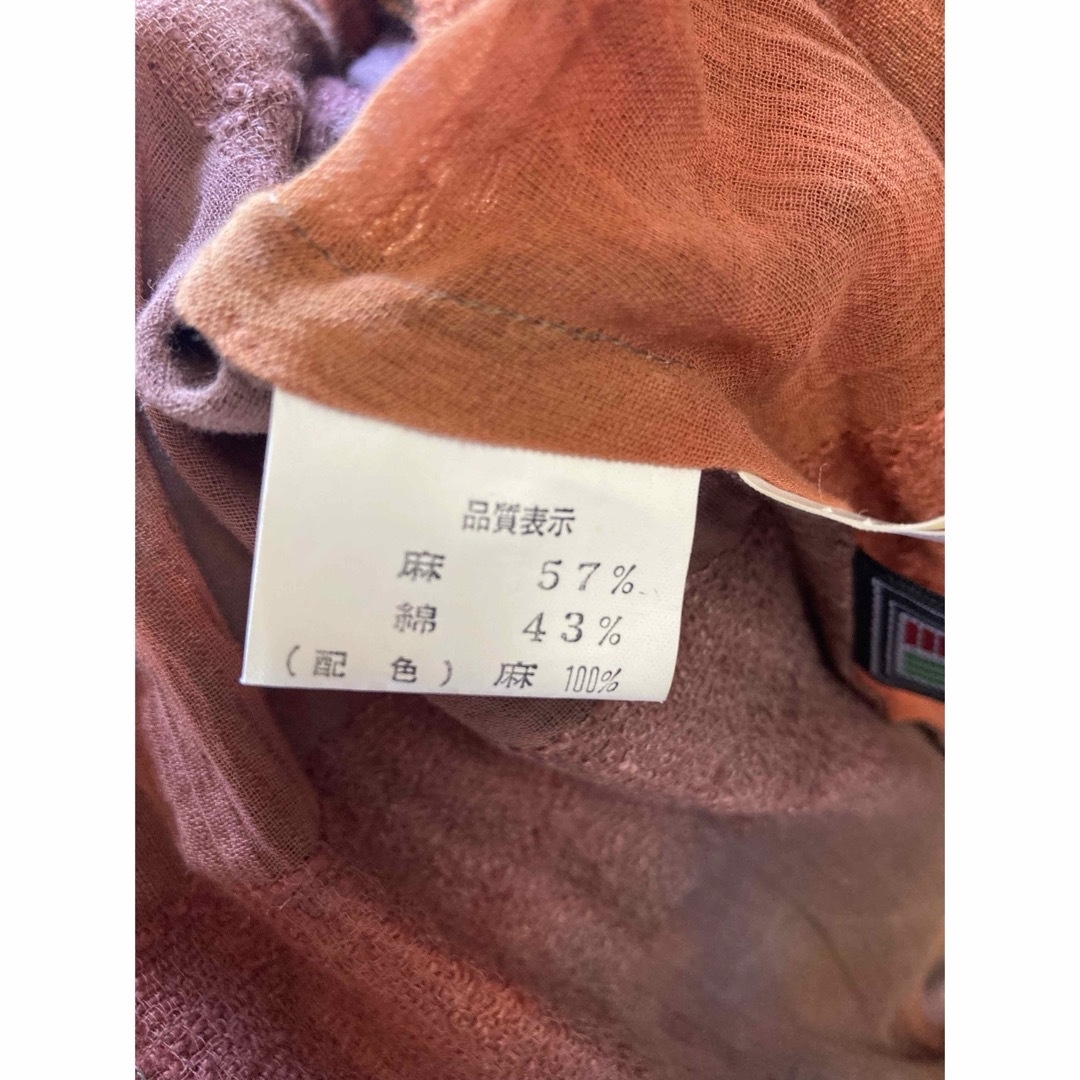 品質表示
麻 57%
綿 43%
(配 色) 麻 100%